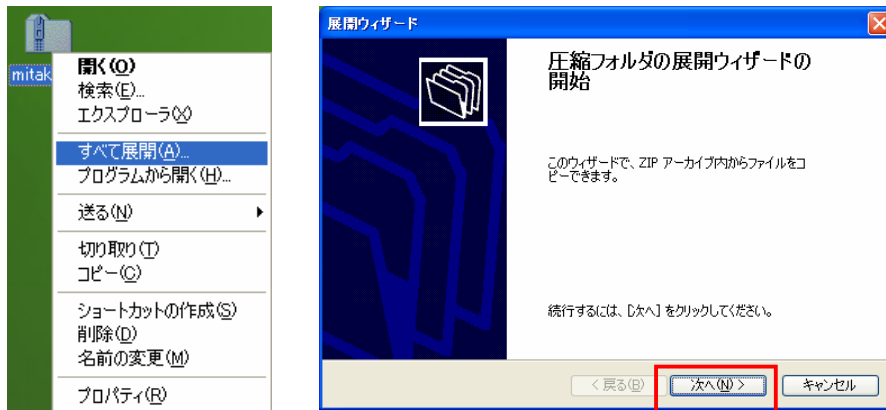 mitak
開く(O)
検索(E)...
エクスプローラ(X)
すべて展開(A)...
プログラムから開く(H)...
送る(N)
切り取り(T)
コピー(C)
ショートカットの作成(S)
削除(D)
名前の変更(M)
プロパティ(R)
展開ウィザード
圧縮フォルダの展開ウィザードの
開始
このウィザードで、ZIP アーカイブ内からファイルをコ
ピーできます。
続行するには、[次へ] をクリックしてください。
< 戻る(B)
次へ(N) >
キャンセル